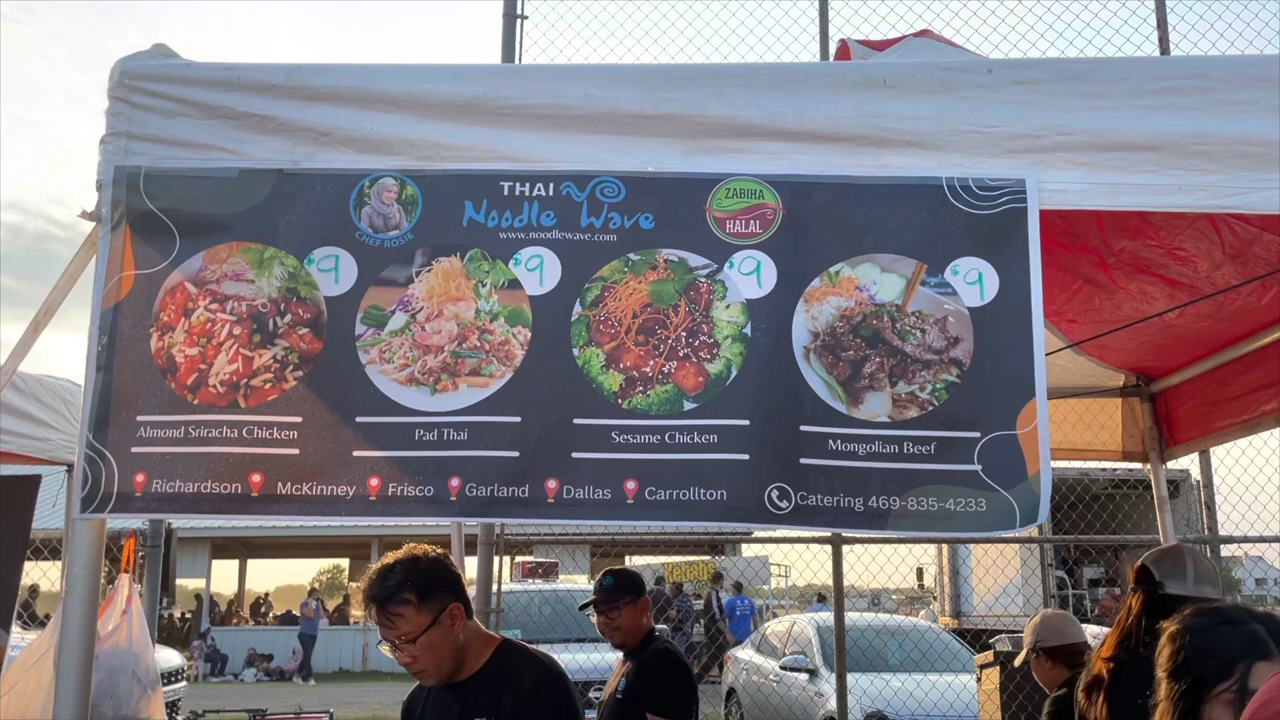 CHEF ROSIE
THAI
Noodle Wave
www.noodlewave.com
ZABIHA
HALAL
$9
$9
$9
$9
Almond Sriracha Chicken
Pad Thai
Sesame Chicken
Mongolian Beef
Richardson McKinney Frisco Garland Dallas Carrollton
Catering 469-835-4233
Kebabs